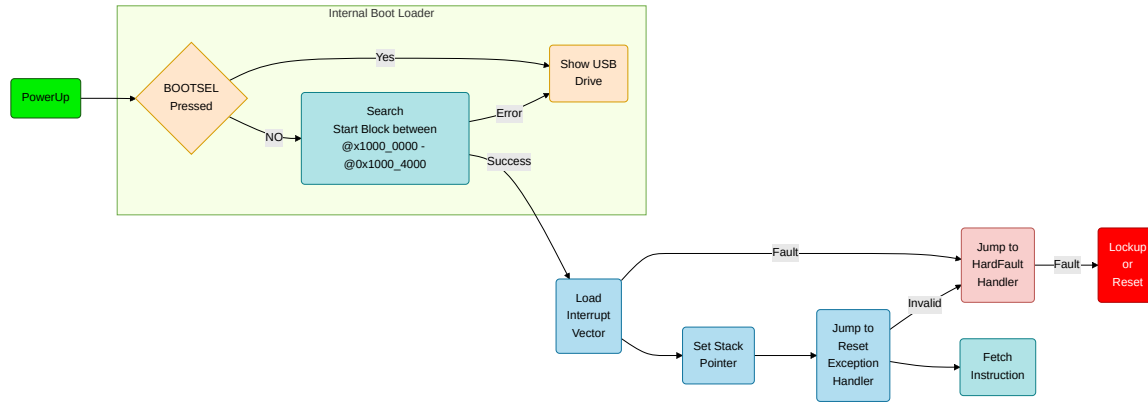 Internal Boot Loader
PowerUp
BOOTSEL
Pressed
Yes
NO
Search
Start Block between
@x1000_0000 -
@0x1000_4000
Error
Show USB
Drive
Success
Load
Interrupt
Vector
Fault
Set Stack
Pointer
Jump to
Reset
Exception
Handler
Invalid
Jump to
HardFault
Handler
Fault
Lockup
or
Reset
Fetch
Instruction